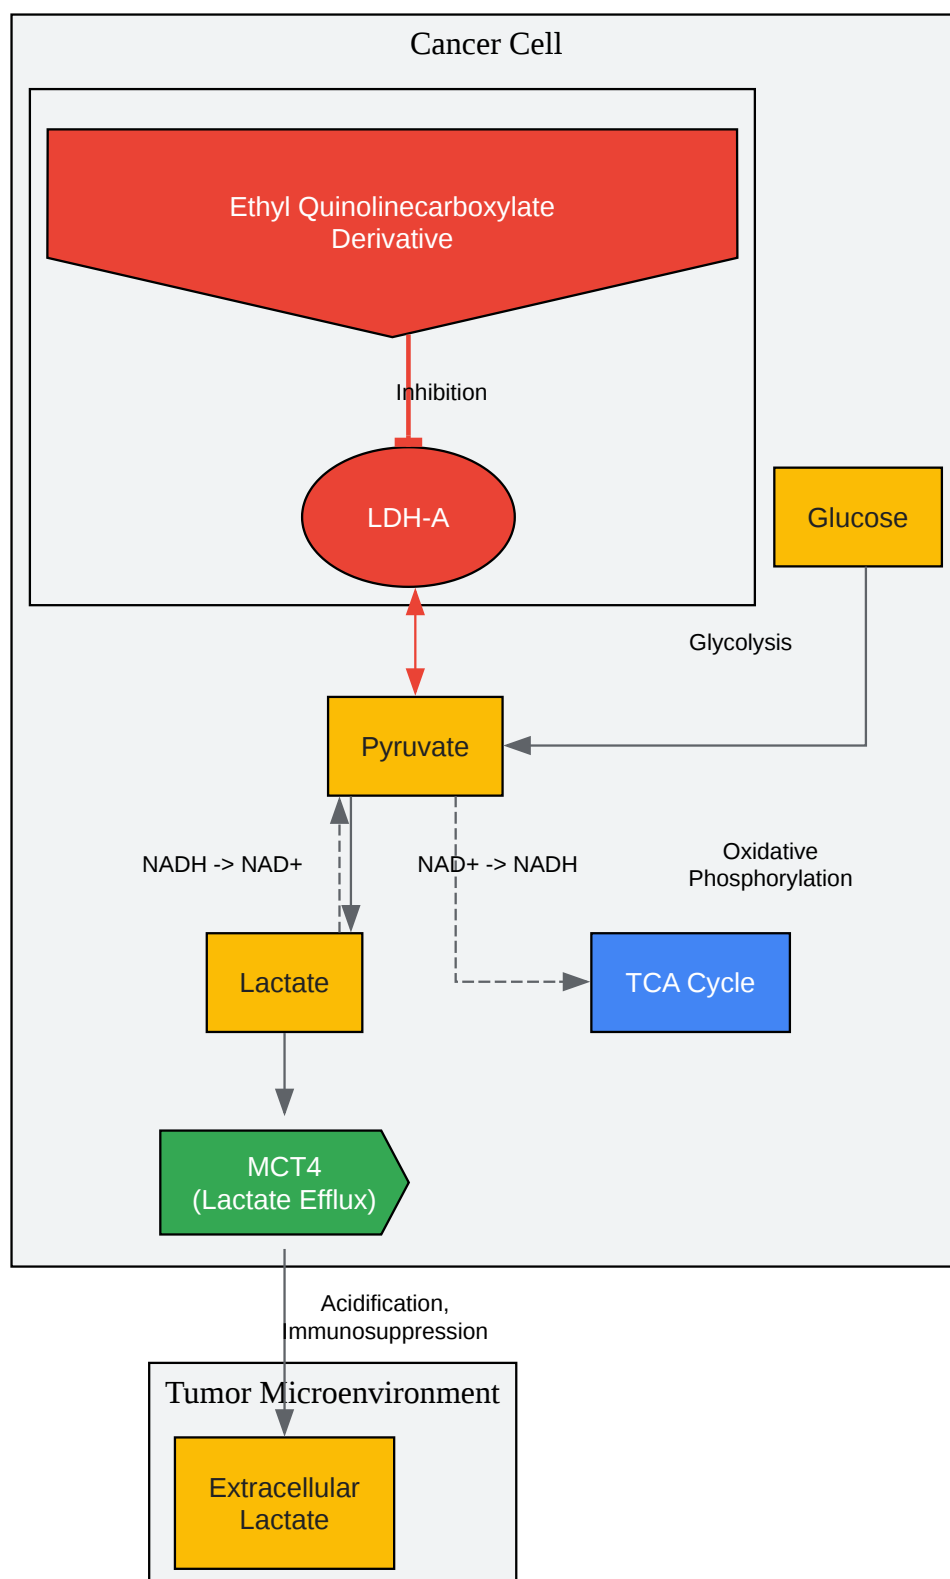 Cancer Cell
Ethyl Quinolinecarboxylate
Derivative
Inhibition
LDH-A
Glucose
Glycolysis
Pyruvate
NADH -> NAD+
NAD+ -> NADH
Oxidative
Phosphorylation
Lactate
TCA Cycle
MCT4
(Lactate Efflux)
Acidification,
Immunosuppression
Tumor Microenvironment
Extracellular
Lactate